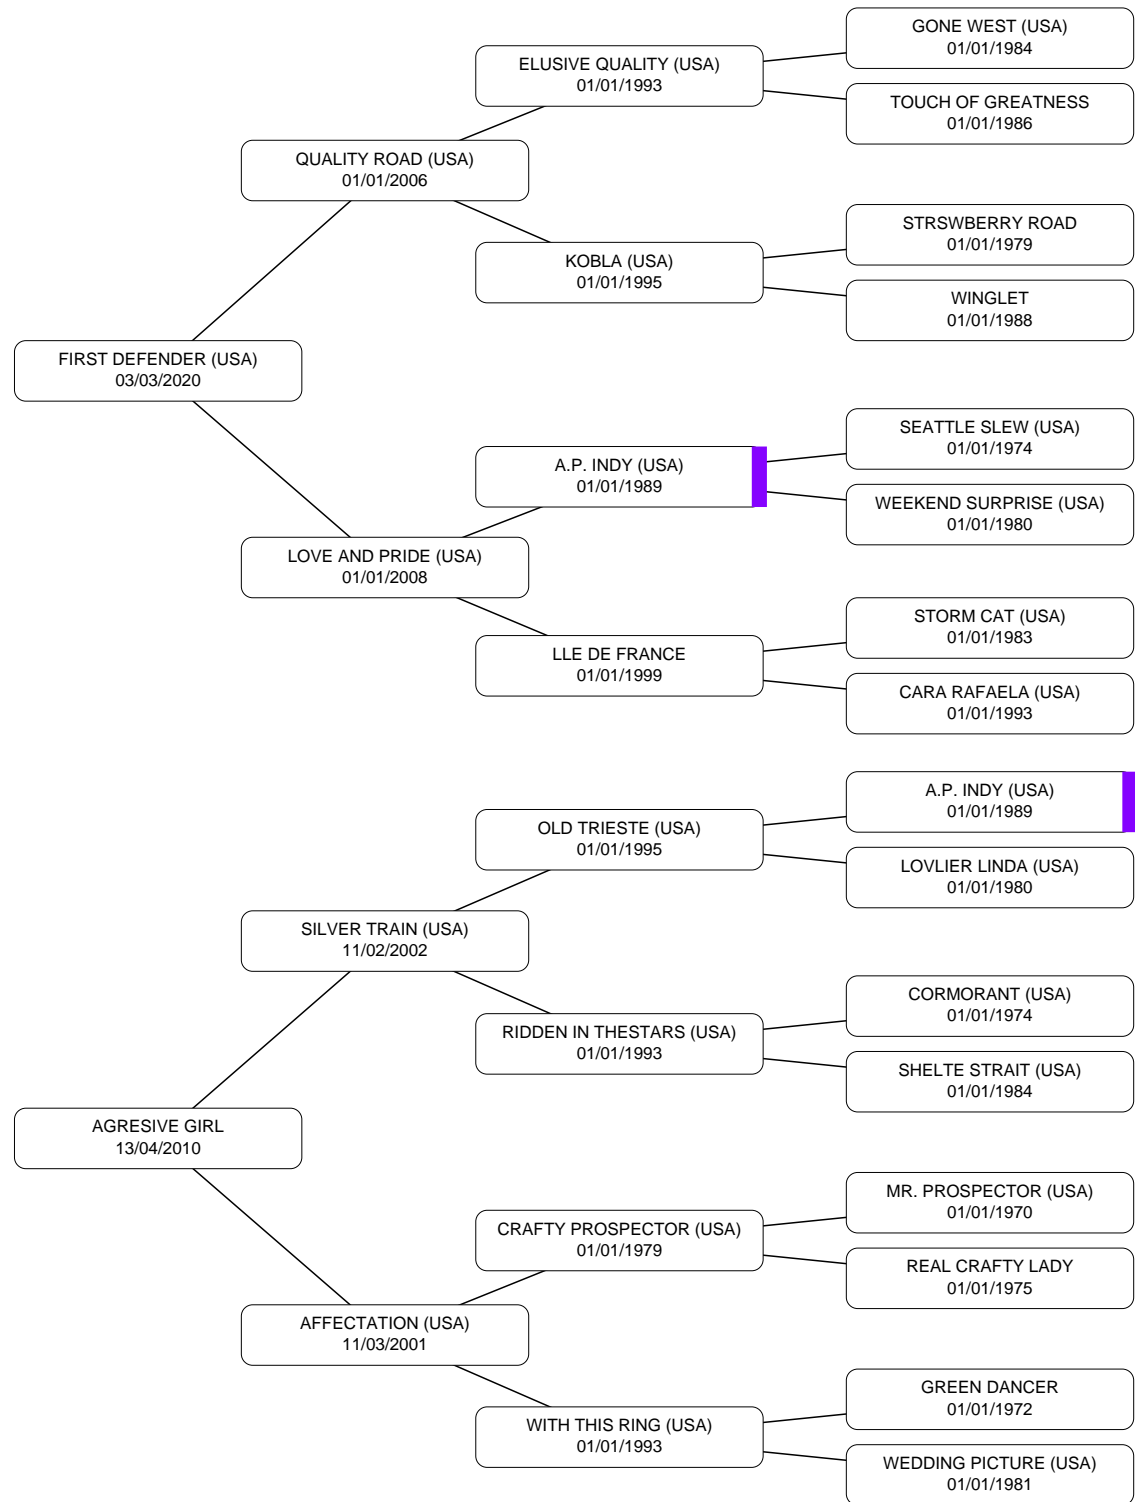 GONE WEST (USA)
01/01/1984
ELUSIVE QUALITY (USA)
01/01/1993
TOUCH OF GREATNESS
01/01/1986
QUALITY ROAD (USA)
01/01/2006
STRSWBERRY ROAD
01/01/1979
KOBLA (USA)
01/01/1995
WINGLET
01/01/1988
FIRST DEFENDER (USA)
03/03/2020
SEATTLE SLEW (USA)
01/01/1974
A.P. INDY (USA)
01/01/1989
WEEKEND SURPRISE (USA)
01/01/1980
LOVE AND PRIDE (USA)
01/01/2008
STORM CAT (USA)
01/01/1983
LLE DE FRANCE
01/01/1999
CARA RAFAELA (USA)
01/01/1993
A.P. INDY (USA)
01/01/1989
OLD TRIESTE (USA)
01/01/1995
LOVLIER LINDA (USA)
01/01/1980
SILVER TRAIN (USA)
11/02/2002
CORMORANT (USA)
01/01/1974
RIDDEN IN THESTARS (USA)
01/01/1993
SHELTE STRAIT (USA)
01/01/1984
AGRESIVE GIRL
13/04/2010
MR. PROSPECTOR (USA)
01/01/1970
CRAFTY PROSPECTOR (USA)
01/01/1979
REAL CRAFTY LADY
01/01/1975
AFFECTATION (USA)
11/03/2001
GREEN DANCER
01/01/1972
WITH THIS RING (USA)
01/01/1993
WEDDING PICTURE (USA)
01/01/1981